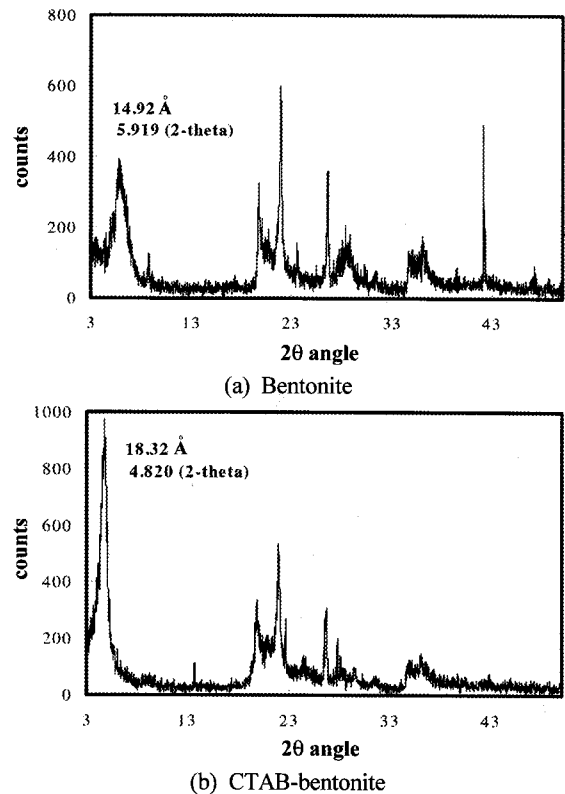 800
600
400
200
0
counts
14.92 Å
5.919 (2-theta)
3 13 23 33 43
2θ angle
(a) Bentonite
1000
800
600
400
200
0
counts
18.32 Å
4.820 (2-theta)
3 13 23 33 43
2θ angle
(b) CTAB-bentonite